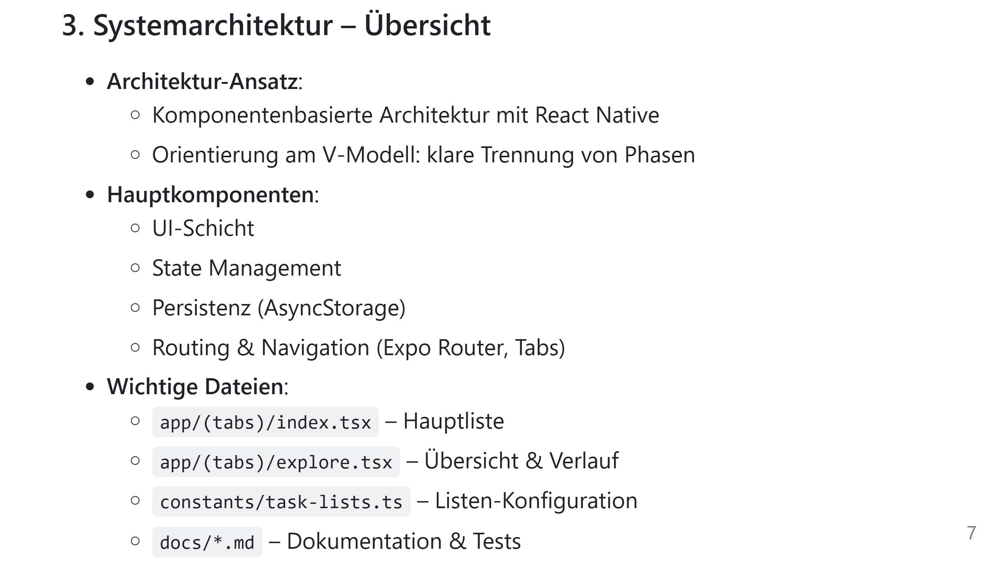 3. Systemarchitektur – Übersicht
• Architektur-Ansatz:
○ Komponentenbasierte Architektur mit React Native
○ Orientierung am V-Modell: klare Trennung von Phasen
• Hauptkomponenten:
○ UI-Schicht
○ State Management
○ Persistenz (AsyncStorage)
○ Routing & Navigation (Expo Router, Tabs)
• Wichtige Dateien:
○ app/(tabs)/index.tsx – Hauptliste
○ app/(tabs)/explore.tsx – Übersicht & Verlauf
○ constants/task-lists.ts – Listen-Konfiguration
○ docs/*.md – Dokumentation & Tests
7